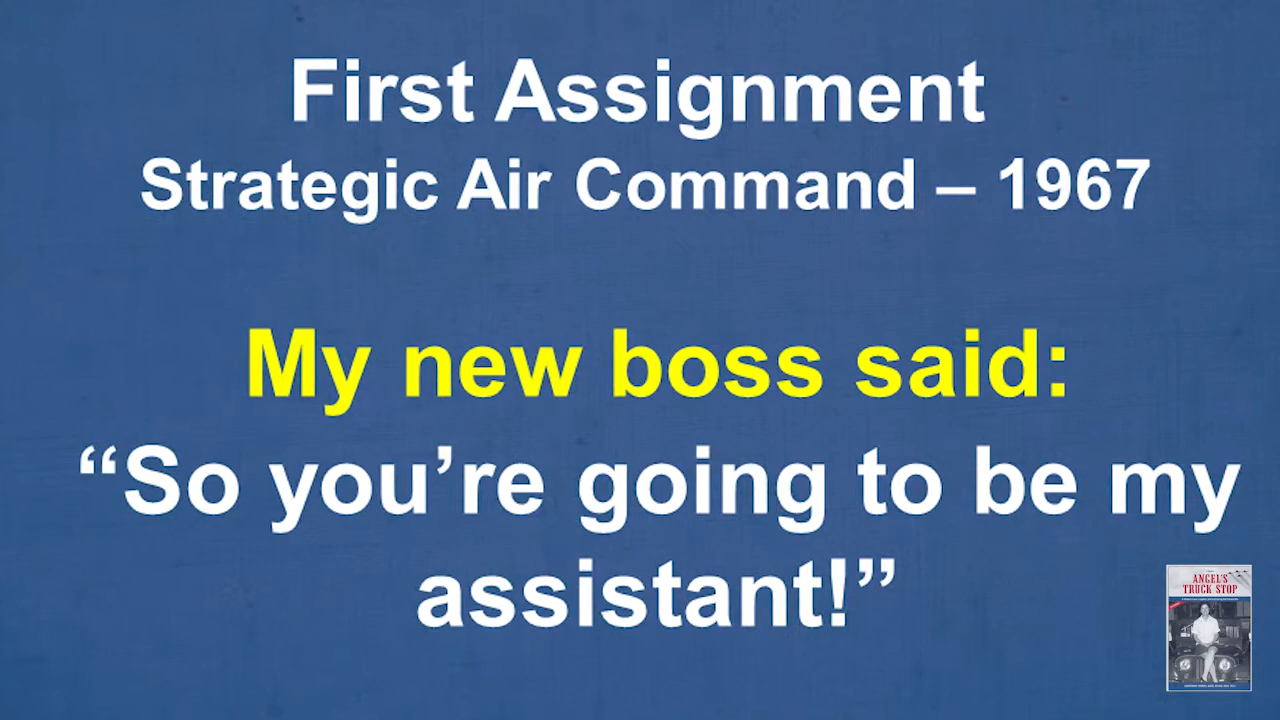 First Assignment
Strategic Air Command – 1967
My new boss said:
“So you’re going to be my
assistant!”
ANGEL'S
TRUCK STOP